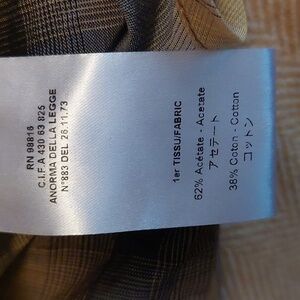 RN 98816
C.I.F A 430 63 825
ANORMA DELLA LEGGE
N°883 DEL 26.11.73
1er TISSU/FABRIC
62% Acétate - Acetate
アセテート
38% Coton - Cotton
コットン